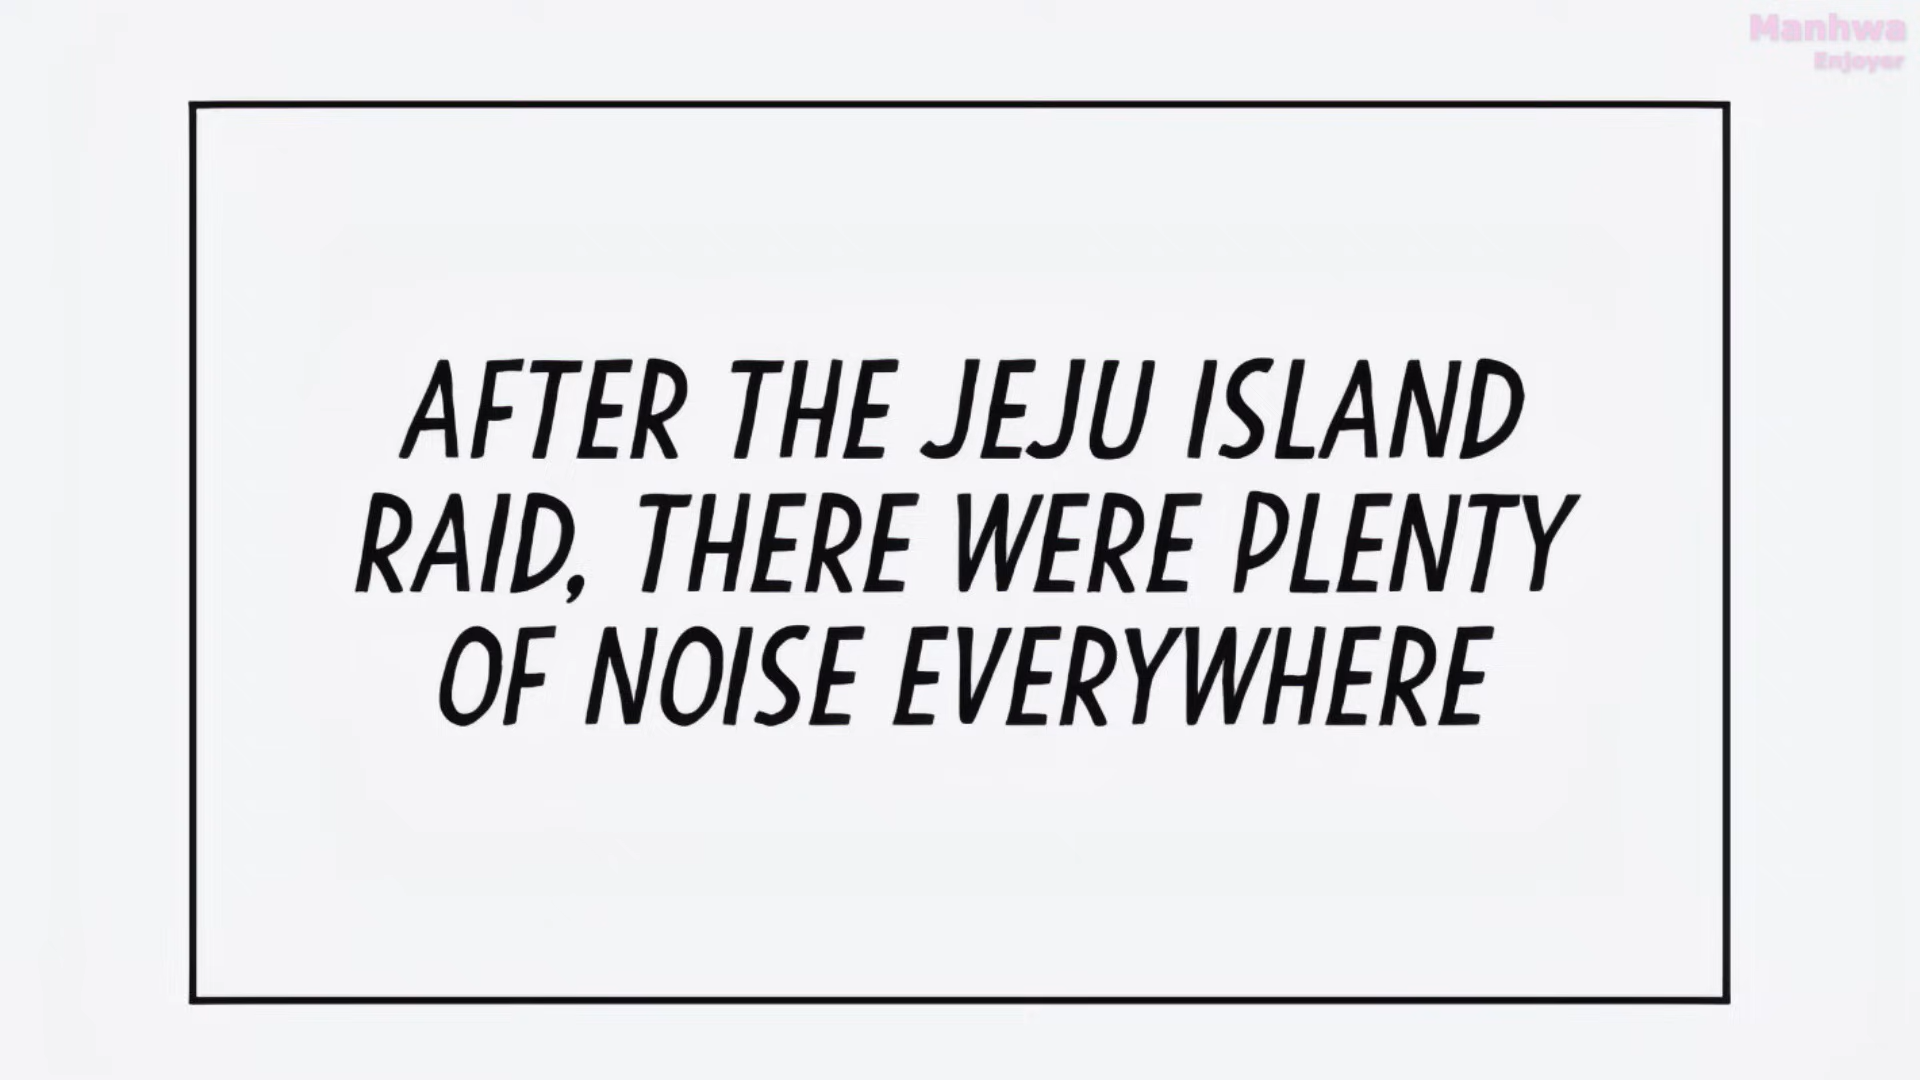 Manhwa
Enjoyer
AFTER THE JEJU ISLAND
RAID, THERE WERE PLENTY
OF NOISE EVERYWHERE